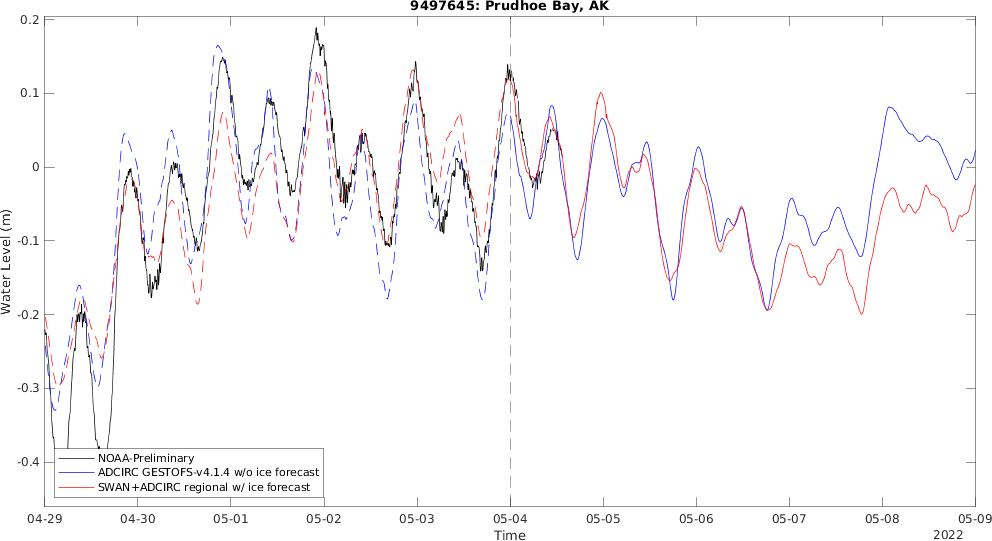 9497645: Prudhoe Bay, AK
Water Level (m)
0.2
0.1
0
-0.1
-0.2
-0.3
-0.4
NOAA-Preliminary
ADCIRC GESTOFS-v4.1.4 w/o ice forecast
SWAN+ADCIRC regional w/ ice forecast
04-29 04-30 05-01 05-02 05-03 05-04 05-05 05-06 05-07 05-08 05-09
Time
2022